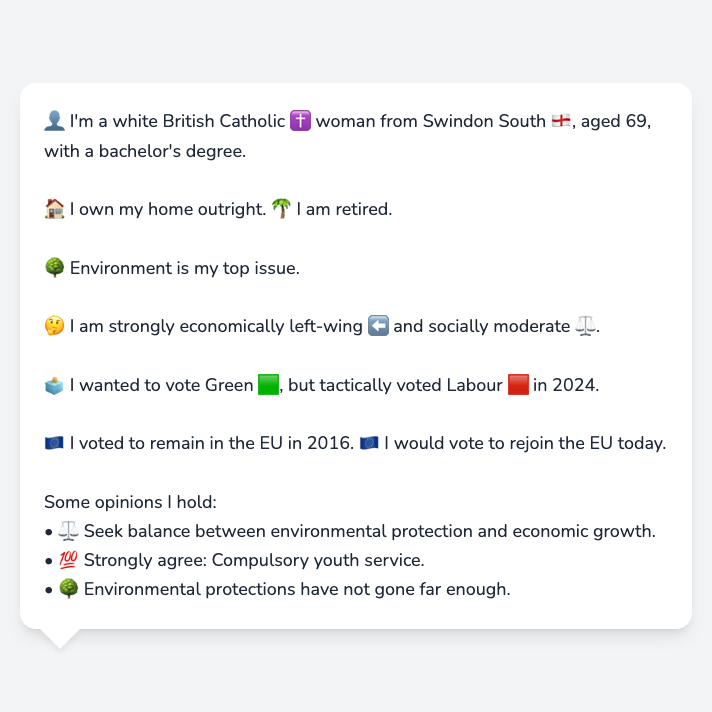 👤 I'm a white British Catholic ✝️ woman from Swindon South 🏴󠁧󠁢󠁥󠁮󠁧󠁿, aged 69,
with a bachelor's degree.
🏠 I own my home outright. 🌴 I am retired.
🌳 Environment is my top issue.
🤔 I am strongly economically left-wing ⬅️ and socially moderate ⚖️.
🗳️ I wanted to vote Green 🟩, but tactically voted Labour 🟥 in 2024.
🇪🇺 I voted to remain in the EU in 2016. 🇪🇺 I would vote to rejoin the EU today.
Some opinions I hold:
• ⚖️ Seek balance between environmental protection and economic growth.
• 💯 Strongly agree: Compulsory youth service.
• 🌳 Environmental protections have not gone far enough.